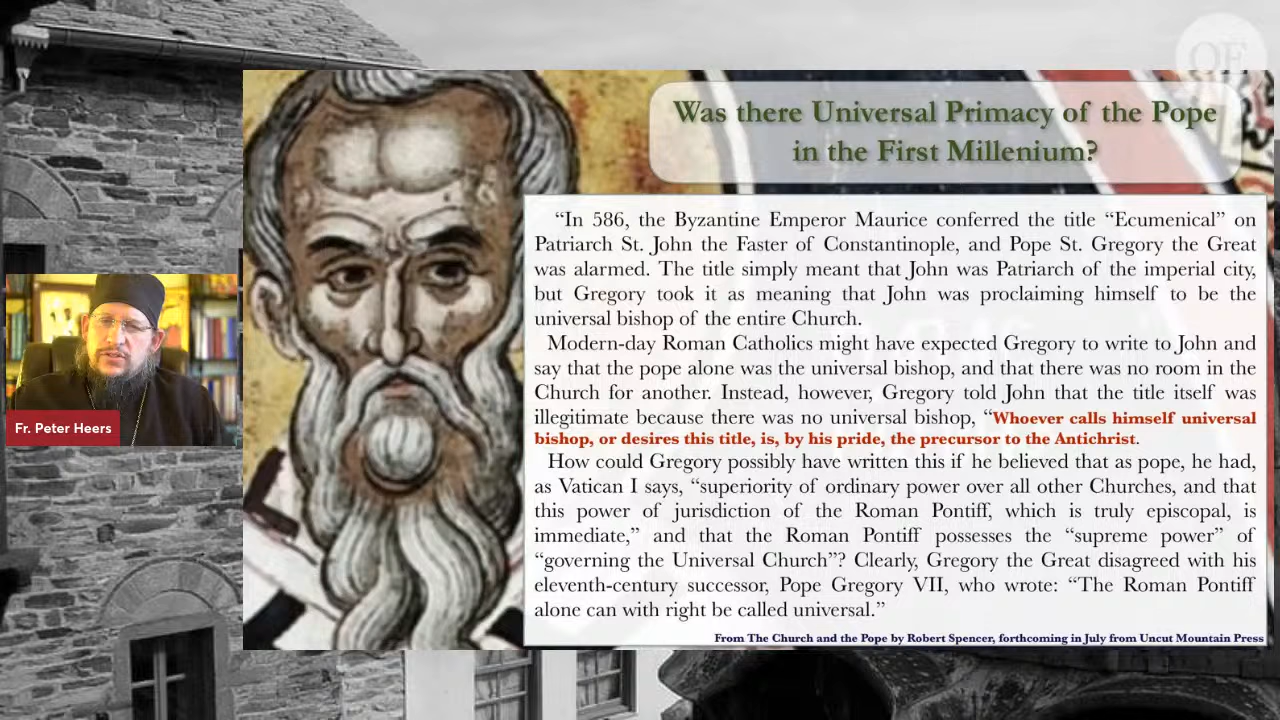 OE
Was there Universal Primacy of the Pope
in the First Millenium?
“In 586, the Byzantine Emperor Maurice conferred the title “Ecumenical” on
Patriarch St. John the Faster of Constantinople, and Pope St. Gregory the Great
was alarmed. The title simply meant that John was Patriarch of the imperial city,
but Gregory took it as meaning that John was proclaiming himself to be the
universal bishop of the entire Church.
Modern-day Roman Catholics might have expected Gregory to write to John and
say that the pope alone was the universal bishop, and that there was no room in the
Church for another. Instead, however, Gregory told John that the title itself was
illegitimate because there was no universal bishop, “Whoever calls himself universal
bishop, or desires this title, is, by his pride, the precursor to the Antichrist.
How could Gregory possibly have written this if he believed that as pope, he had,
as Vatican I says, “superiority of ordinary power over all other Churches, and that
this power of jurisdiction of the Roman Pontiff, which is truly episcopal, is
immediate,” and that the Roman Pontiff possesses the “supreme power” of
“governing the Universal Church”? Clearly, Gregory the Great disagreed with his
eleventh-century successor, Pope Gregory VII, who wrote: “The Roman Pontiff
alone can with right be called universal.”
From The Church and the Pope by Robert Spencer, forthcoming in July from Uncut Mountain Press
Fr. Peter Heers